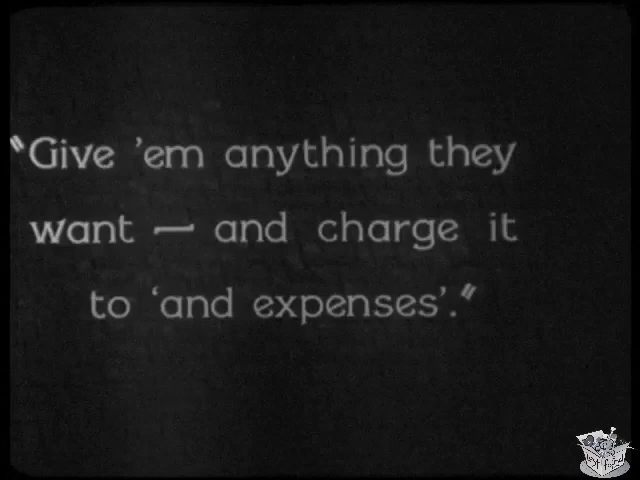 "Give 'em anything they
want — and charge it
to 'and expenses'."